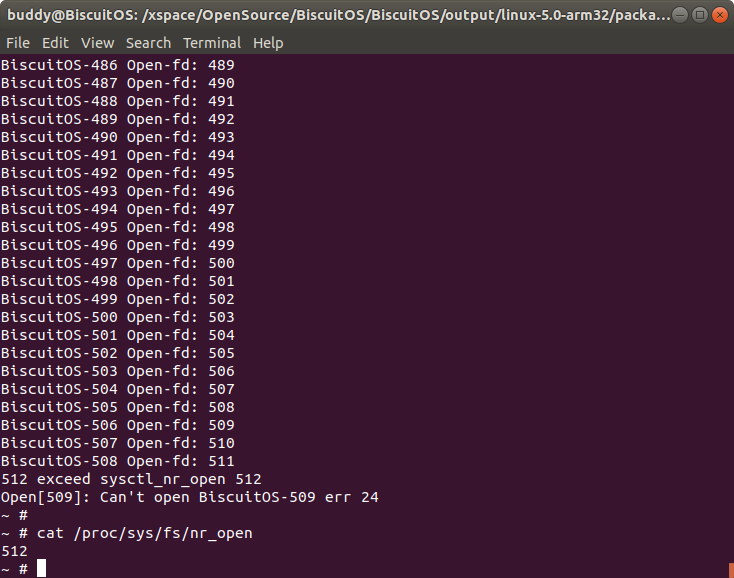 buddy@BiscuitOS: /xspace/OpenSource/BiscuitOS/BiscuitOS/output/linux-5.0-arm32/packa...
File Edit View Search Terminal Help
BiscuitOS-486 Open-fd: 489
BiscuitOS-487 Open-fd: 490
BiscuitOS-488 Open-fd: 491
BiscuitOS-489 Open-fd: 492
BiscuitOS-490 Open-fd: 493
BiscuitOS-491 Open-fd: 494
BiscuitOS-492 Open-fd: 495
BiscuitOS-493 Open-fd: 496
BiscuitOS-494 Open-fd: 497
BiscuitOS-495 Open-fd: 498
BiscuitOS-496 Open-fd: 499
BiscuitOS-497 Open-fd: 500
BiscuitOS-498 Open-fd: 501
BiscuitOS-499 Open-fd: 502
BiscuitOS-500 Open-fd: 503
BiscuitOS-501 Open-fd: 504
BiscuitOS-502 Open-fd: 505
BiscuitOS-503 Open-fd: 506
BiscuitOS-504 Open-fd: 507
BiscuitOS-505 Open-fd: 508
BiscuitOS-506 Open-fd: 509
BiscuitOS-507 Open-fd: 510
BiscuitOS-508 Open-fd: 511
512 exceed sysctl_nr_open 512
Open[509]: Can't open BiscuitOS-509 err 24
~ #
~ # cat /proc/sys/fs/nr_open
512
~ #